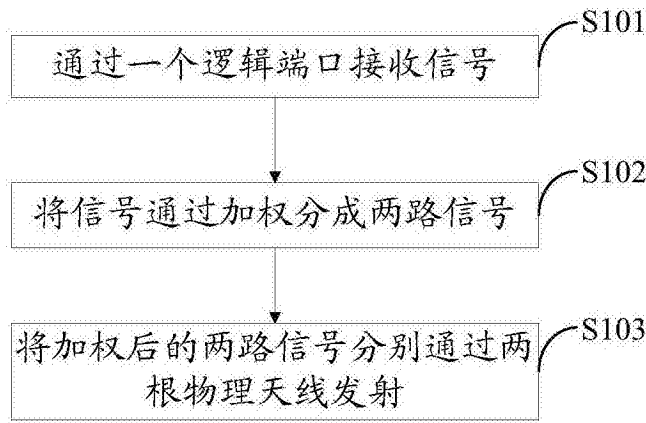 S101
通过一个逻辑端口接收信号
S102
将信号通过加权分成两路信号
S103
将加权后的两路信号分别通过两
根物理天线发射